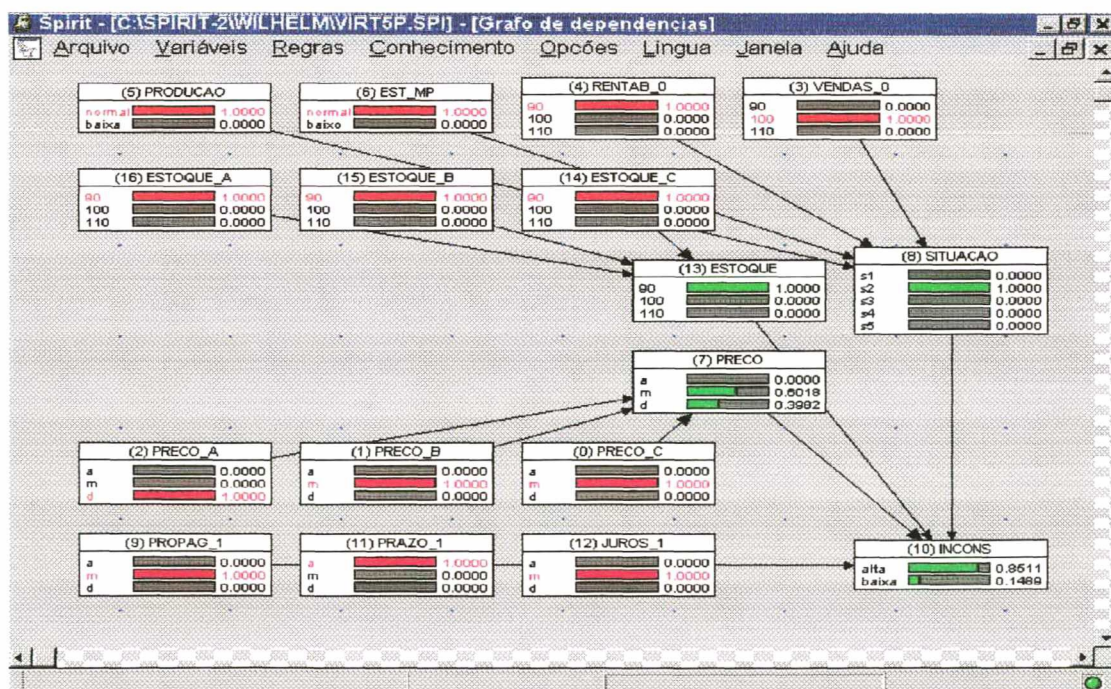 Spirit - [C:\SPIRIT-2\WILHELM\VIRT5P.SPI] - [Grafo de dependencias]
Arquivo Variáveis Regras Conhecimento Opcões Lingua Janela Ajuda
(5) PRODUCAO
normal 1.0000
baixa 0.0000
(6) EST_MP
normal 1.0000
baixo 0.0000
(4) RENTAB_0
90 1.0000
100 0.0000
110 0.0000
(3) VENDAS_0
90 0.0000
100 1.0000
110 0.0000
(16) ESTOQUE_A
90 1.0000
100 0.0000
110 0.0000
(15) ESTOQUE_B
90 1.0000
100 0.0000
110 0.0000
(14) ESTOQUE_C
90 1.0000
100 0.0000
110 0.0000
(13) ESTOQUE
90 1.0000
100 0.0000
110 0.0000
(8) SITUACAO
s1 0.0000
s2 1.0000
s3 0.0000
s4 0.0000
s5 0.0000
(7) PRECO
a 0.0000
m 0.6018
d 0.3982
(2) PRECO_A
a 0.0000
m 0.0000
d 1.0000
(1) PRECO_B
a 0.0000
m 1.0000
d 0.0000
(0) PRECO_C
a 0.0000
m 1.0000
d 0.0000
(9) PROPAG_1
a 0.0000
m 1.0000
d 0.0000
(11) PRAZO_1
a 1.0000
m 0.0000
d 0.0000
(12) JUROS_1
a 0.0000
m 1.0000
d 0.0000
(10) INCONS
alta 0.8511
baixa 0.1489